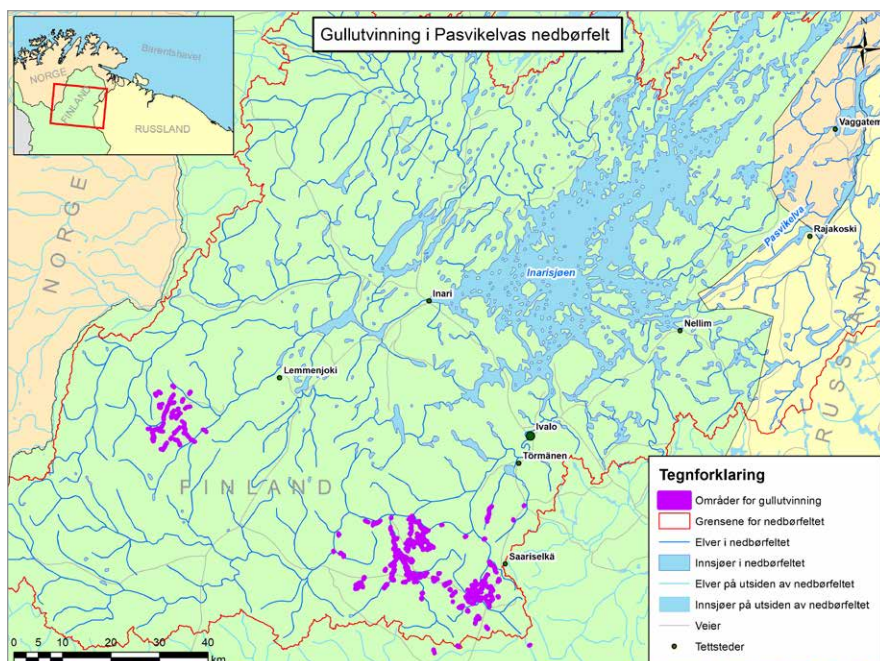 Gullutvinning i Pasvikelvas nedbørfelt
Barentshavet
NORGE
FINLAND
RUSSLAND
N
Vaggatem
Pasvikelva
Rajakoski
NORGE
Inarisjøen
Inari
Nellim
RUSSLAND
Lemmenjoki
Ivalo
Törmänen
FINLAND
Saariselkä
Tegnforklaring
Områder for gullutvinning
Grensene for nedbørfeltet
Elver i nedbørfeltet
Innsjøer i nedbørfeltet
Elver på utsiden av nedbørfeltet
Innsjøer på utsiden av nedbørfeltet
Veier
Tettsteder
0 5 10 20 30 40
km